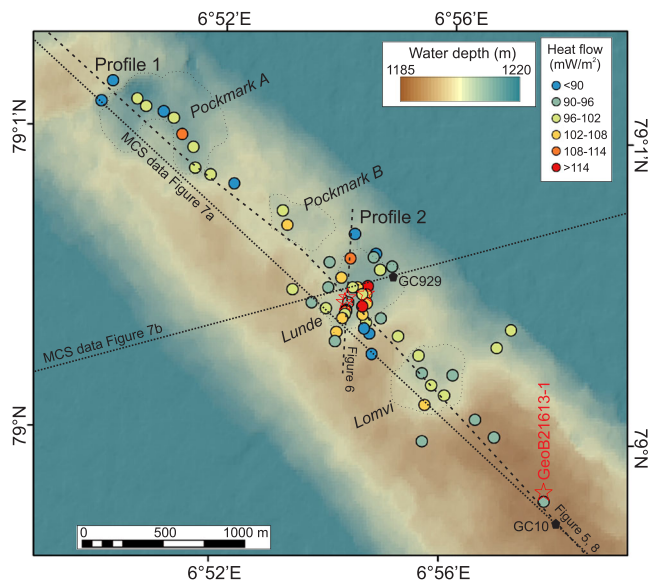 6°52'E 6°56'E
Profile 1
Pockmark A
Water depth (m)
1185 1220
Heat flow
(mW/m²)
<90
90-96
96-102
102-108
108-114
>114
79°1'N
79°1'N
MCS data Figure 7a
Pockmark B
Profile 2
GC929
Lunde
MCS data Figure 7b
Figure 6
Lomvi
79°N
79°N
GeoB21613-1
GC10
Figure 5, 8
0 500 1000 m
6°52'E 6°56'E